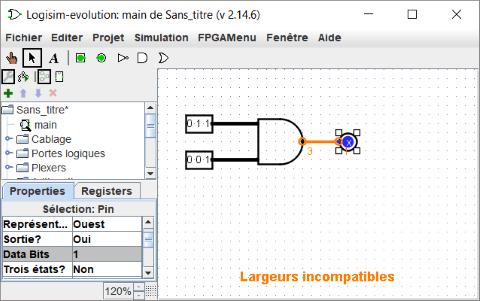 Logisim-evolution: main de Sans_titre (v 2.14.6)
Fichier Editer Projet Simulation FPGAMenu Fenêtre Aide
A
Sans_titre*
main
Cablage
Portes logiques
Plexers
Properties Registers
Sélection: Pin
Représent... Ouest
Sortie? Oui
Data Bits 1
Trois états? Non
120%
0 1 1
0 0 1
3
x
Largeurs incompatibles